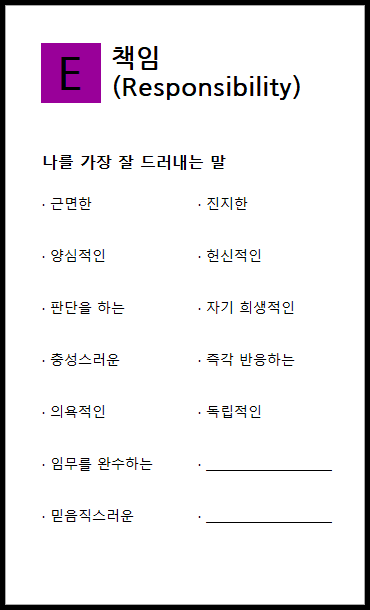 E
책임
(Responsibility)
나를 가장 잘 드러내는 말
· 근면한
· 진지한
· 양심적인
· 헌신적인
· 판단을 하는
· 자기 희생적인
· 충성스러운
· 즉각 반응하는
· 의욕적인
· 독립적인
· 임무를 완수하는
· __________________
· 믿음직스러운
· __________________